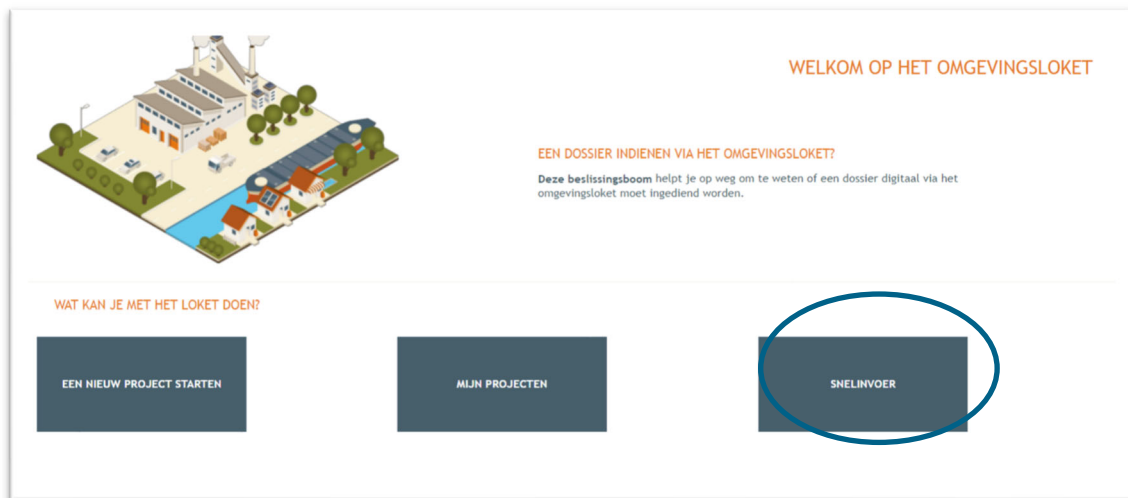 WELKOM OP HET OMGEVINGSLOKET
EEN DOSSIER INDIENEN VIA HET OMGEVINGSLOKET?
Deze beslissingsboom helpt je op weg om te weten of een dossier digitaal via het
omgevingsloket moet ingediend worden.
WAT KAN JE MET HET LOKET DOEN?
EEN NIEUW PROJECT STARTEN
MIJN PROJECTEN
SNELINVOER